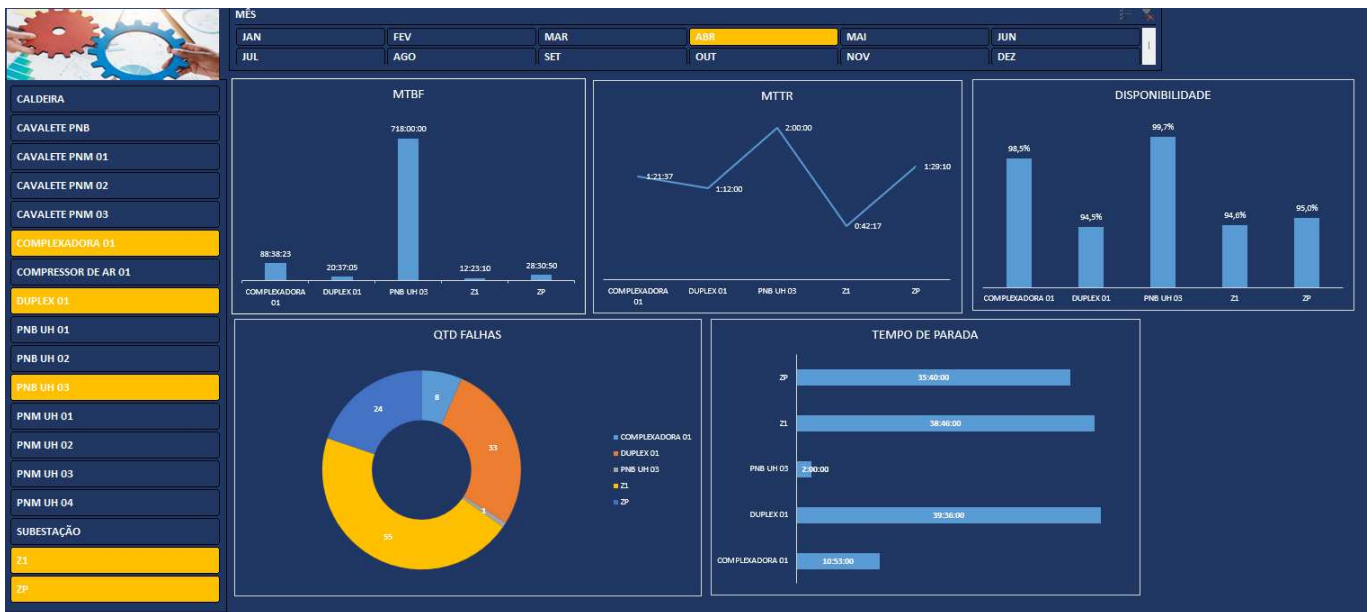 MÊS
JAN FEV MAR ABR MAI JUN
JUL AGO SET OUT NOV DEZ
CALDEIRA
CAVALETE PNB
CAVALETE PNM 01
CAVALETE PNM 02
CAVALETE PNM 03
COMPLEXADORA 01
COMPRESSOR DE AR 01
DUPLEX 01
PNB UH 01
PNB UH 02
PNB UH 03
PNM UH 01
PNM UH 02
PNM UH 03
PNM UH 04
SUBESTAÇÃO
Z1
ZP
MTBF
718:00:00
88:38:23
20:37:05
12:23:10
28:30:50
COMPLEXADORA DUPLEX 01 PNB UH 03 Z1 ZP
01
MTTR
2:00:00
1:21:37
1:12:00
1:29:10
0:42:17
COMPLEXADORA DUPLEX 01 PNB UH 03 Z1 ZP
01
DISPONIBILIDADE
99,7%
98,5%
94,5%
94,6%
95,0%
COMPLEXADORA 01 DUPLEX 01 PNB UH 03 Z1 ZP
QTD FALHAS
8
24
33
1
55
COMPLEXADORA 01
DUPLEX 01
PNB UH 03
Z1
ZP
TEMPO DE PARADA
ZP 35:40:00
Z1 38:46:00
PNB UH 03 2:00:00
DUPLEX 01 39:36:00
COMPLEXADORA 01 10:53:00